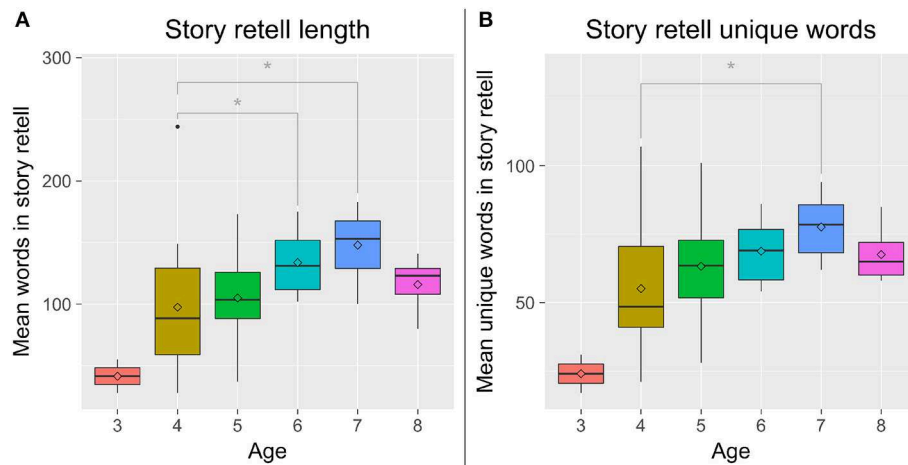 A
Story retell length
Mean words in story retell
300
200
100
*
*
3 4 5 6 7 8
Age
B
Story retell unique words
Mean unique words in story retell
100
50
*
3 4 5 6 7 8
Age